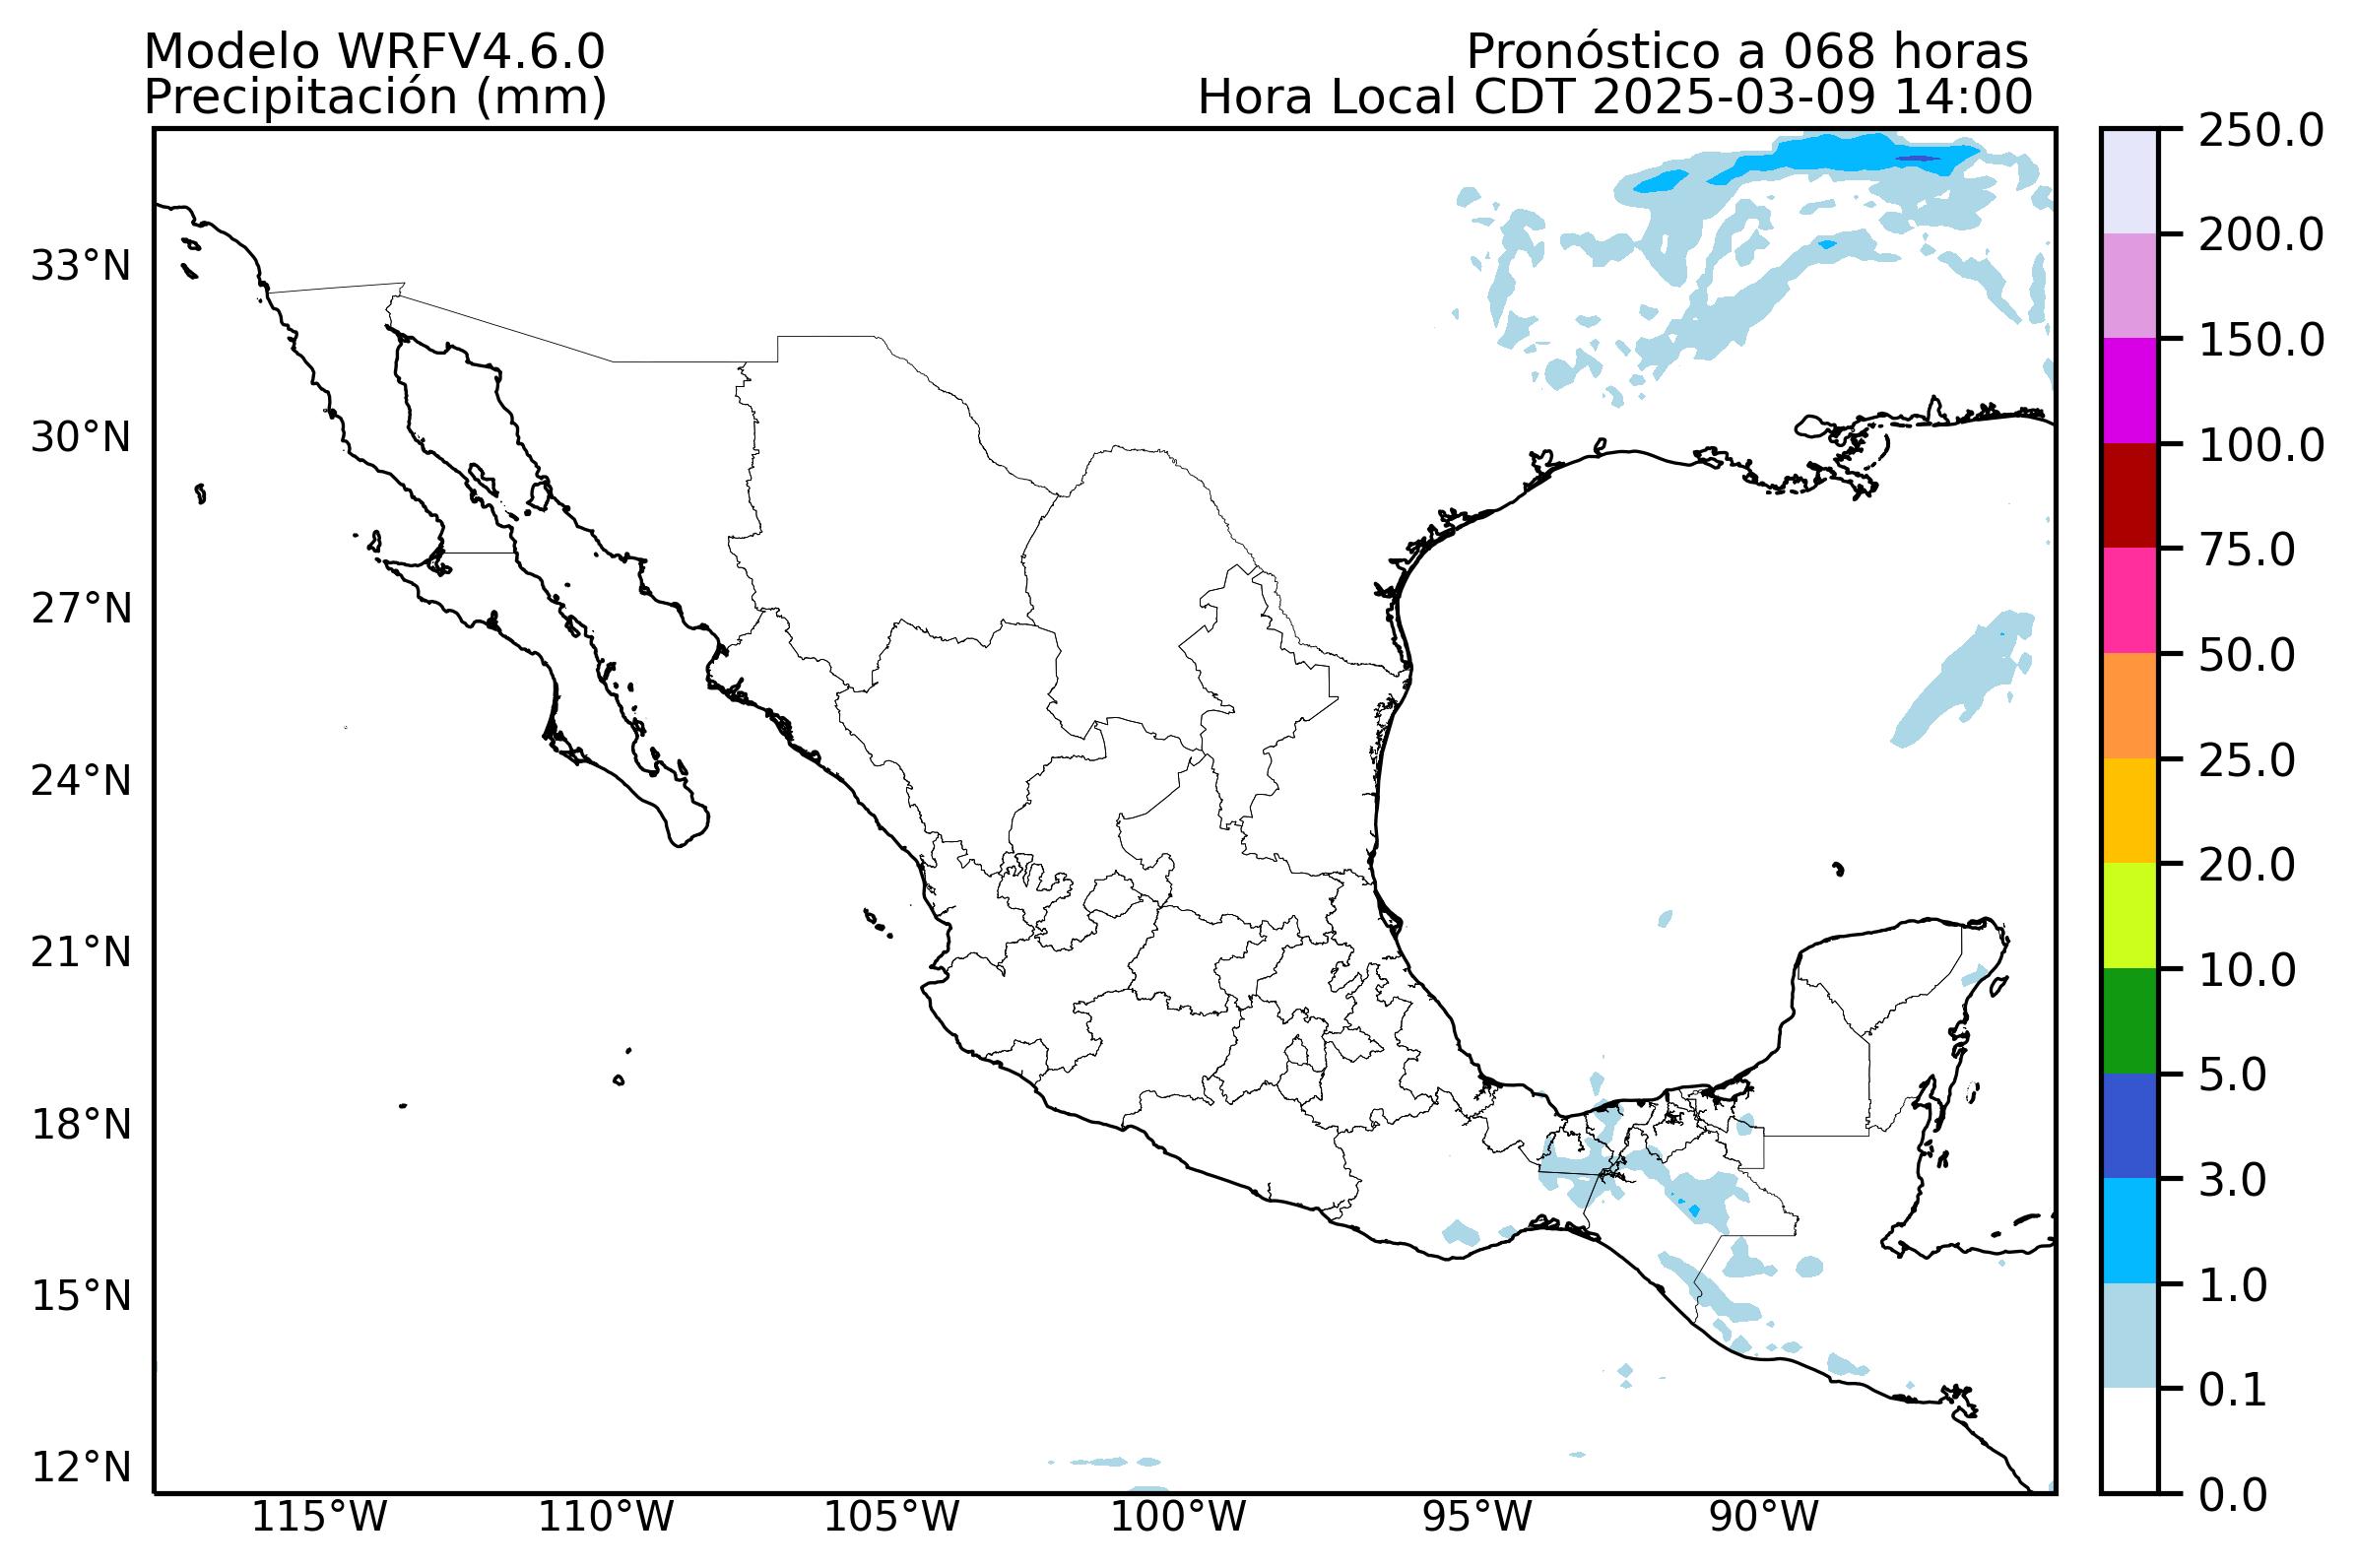 Modelo WRFV4.6.0
Precipitación (mm)
Pronóstico a 068 horas
Hora Local CDT 2025-03-09 14:00
33°N
30°N
27°N
24°N
21°N
18°N
15°N
12°N
115°W
110°W
105°W
100°W
95°W
90°W
250.0
200.0
150.0
100.0
75.0
50.0
25.0
20.0
10.0
5.0
3.0
1.0
0.1
0.0